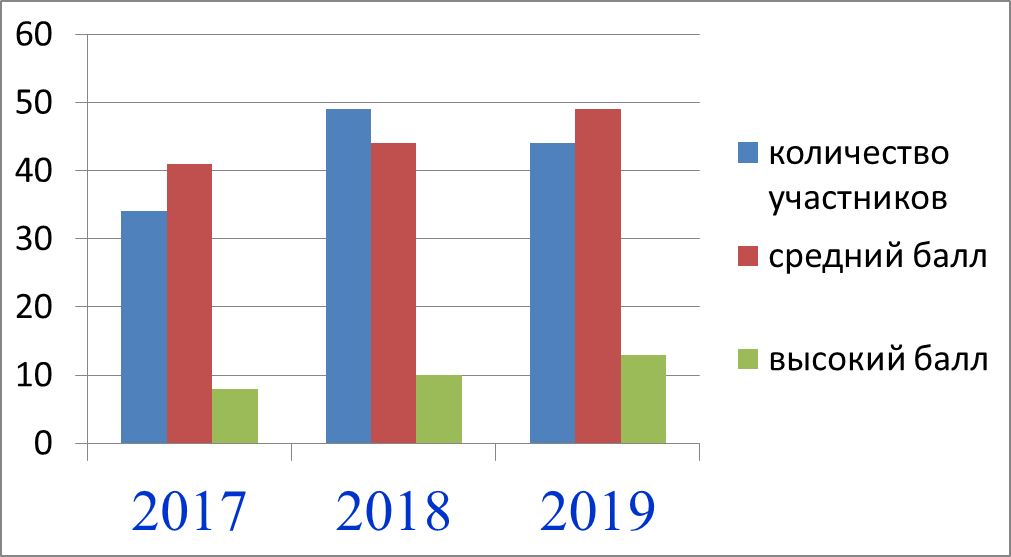 60
50
40
30
20
10
0
2017 2018 2019
количество
участников
средний балл
высокий балл